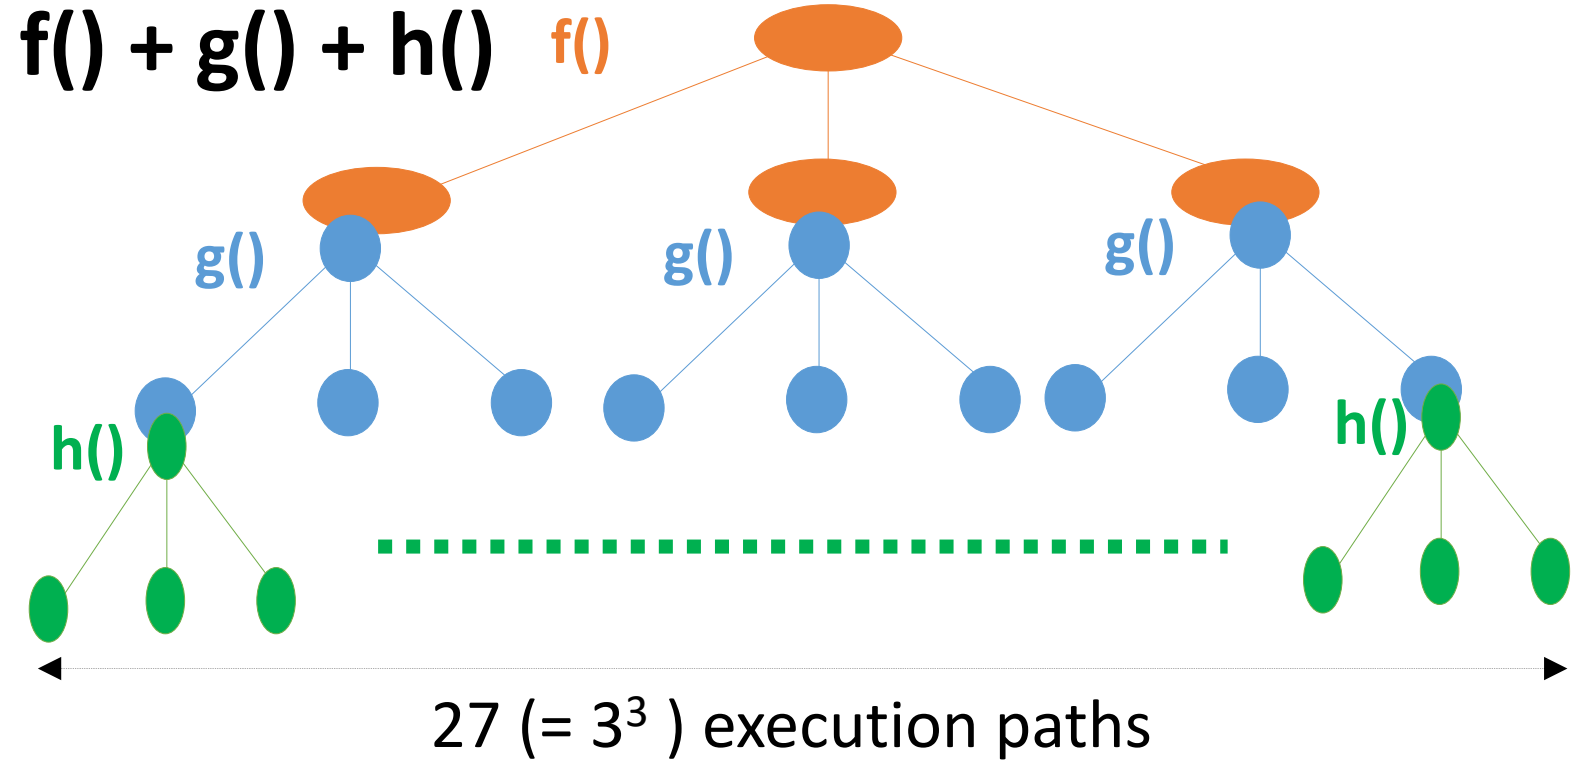 f() + g() + h()
f()
g()
g()
g()
h()
h()
27 (= 3³ ) execution paths